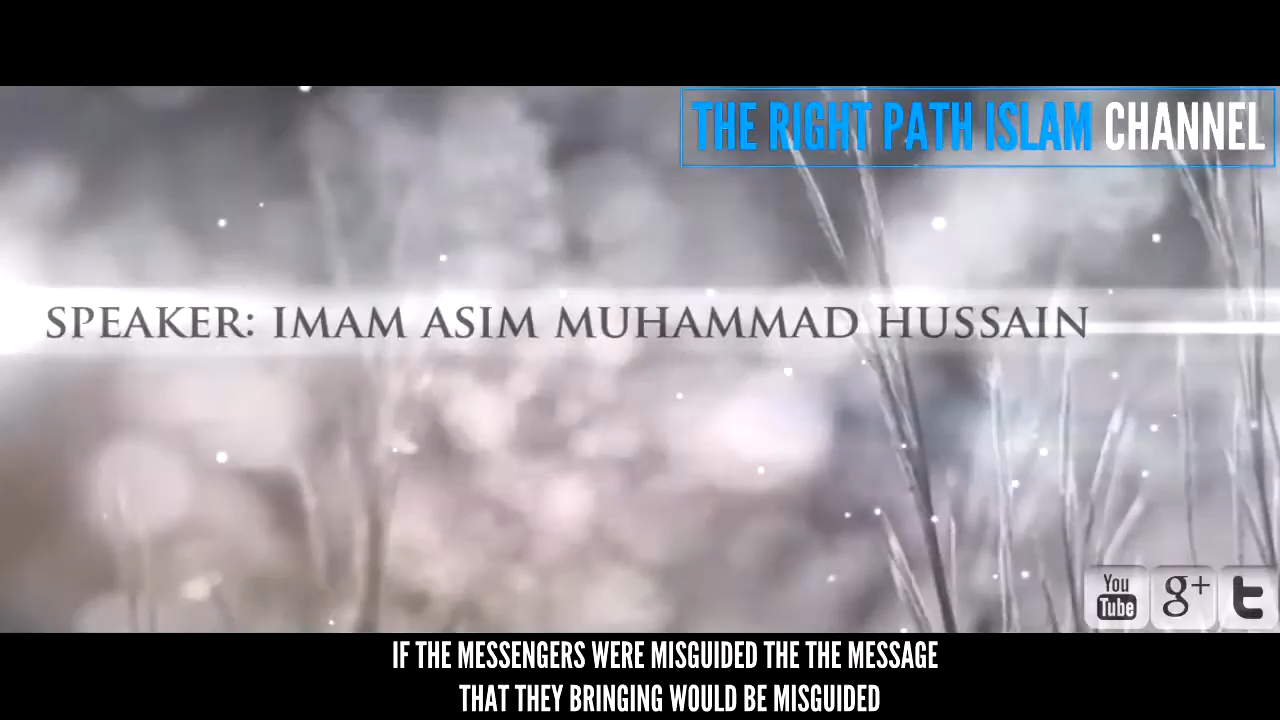 THE RIGHT PATH ISLAM CHANNEL
SPEAKER: IMAM ASIM MUHAMMAD HUSSAIN
You
Tube
g+
t
IF THE MESSENGERS WERE MISGUIDED THE THE MESSAGE
THAT THEY BRINGING WOULD BE MISGUIDED